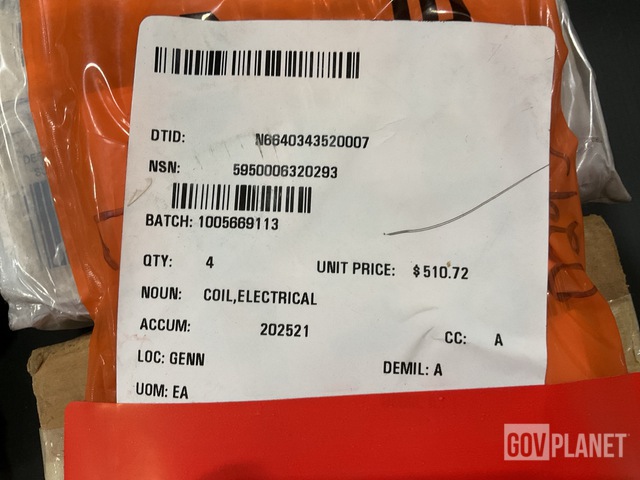 DTID: N6640343520007
NSN: 5950006320293
BATCH: 1005669113
QTY: 4 UNIT PRICE: $510.72
NOUN: COIL,ELECTRICAL
ACCUM: 202521
CC: A
LOC: GENN
DEMIL: A
UOM: EA
GOVPLANET